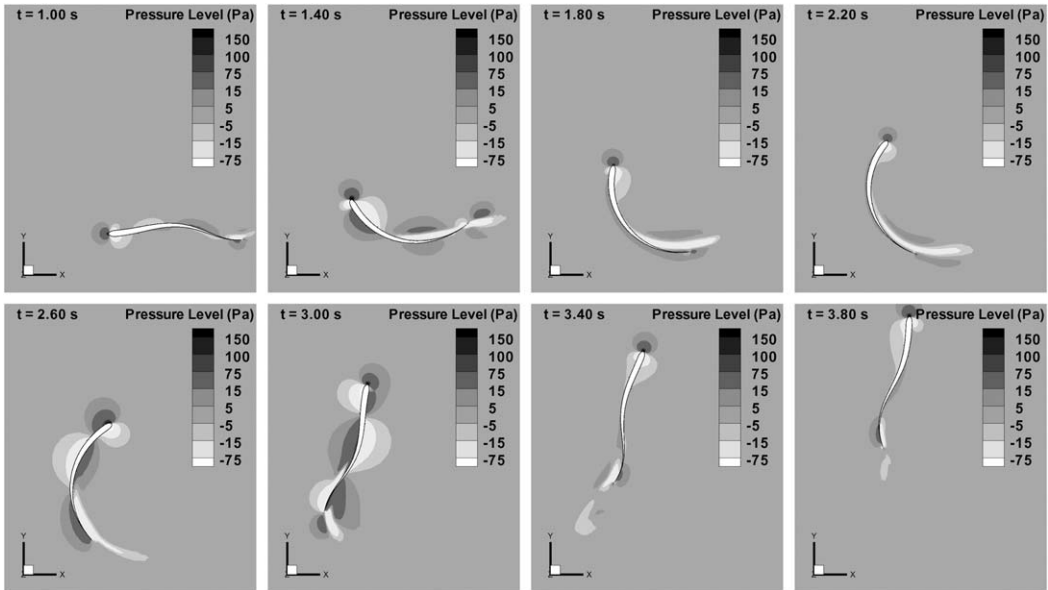 t = 1.00 s Pressure Level (Pa)
150
100
75
15
5
-5
-15
-75
Y
Z X
t = 1.40 s Pressure Level (Pa)
150
100
75
15
5
-5
-15
-75
Y
Z X
t = 1.80 s Pressure Level (Pa)
150
100
75
15
5
-5
-15
-75
Y
Z X
t = 2.20 s Pressure Level (Pa)
150
100
75
15
5
-5
-15
-75
Y
Z X
t = 2.60 s Pressure Level (Pa)
150
100
75
15
5
-5
-15
-75
Y
Z X
t = 3.00 s Pressure Level (Pa)
150
100
75
15
5
-5
-15
-75
Y
Z X
t = 3.40 s Pressure Level (Pa)
150
100
75
15
5
-5
-15
-75
Y
Z X
t = 3.80 s Pressure Level (Pa)
150
100
75
15
5
-5
-15
-75
Y
Z X